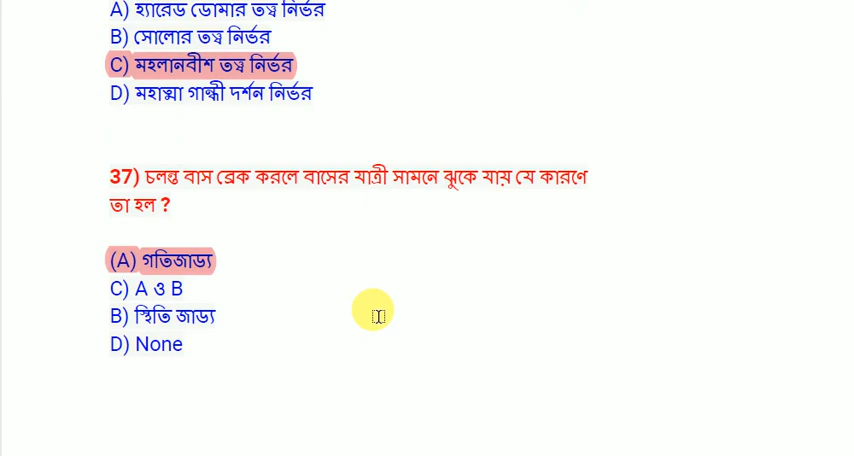 A) হ্যারেড ডোমার তত্ব নির্ভর
B) সোলোর তত্ব নির্ভর
C) মহলানবীশ তত্ব নির্ভর
D) মহাত্মা গান্ধী দর্শন নির্ভর
37) চলন্ত বাস ব্রেক করলে বাসের যাত্রী সামনে ঝুকে যায় যে কারণে
তা হল ?
(A) গতিজাড্য
C) A ও B
B) স্থিতি জাড্য
D) None